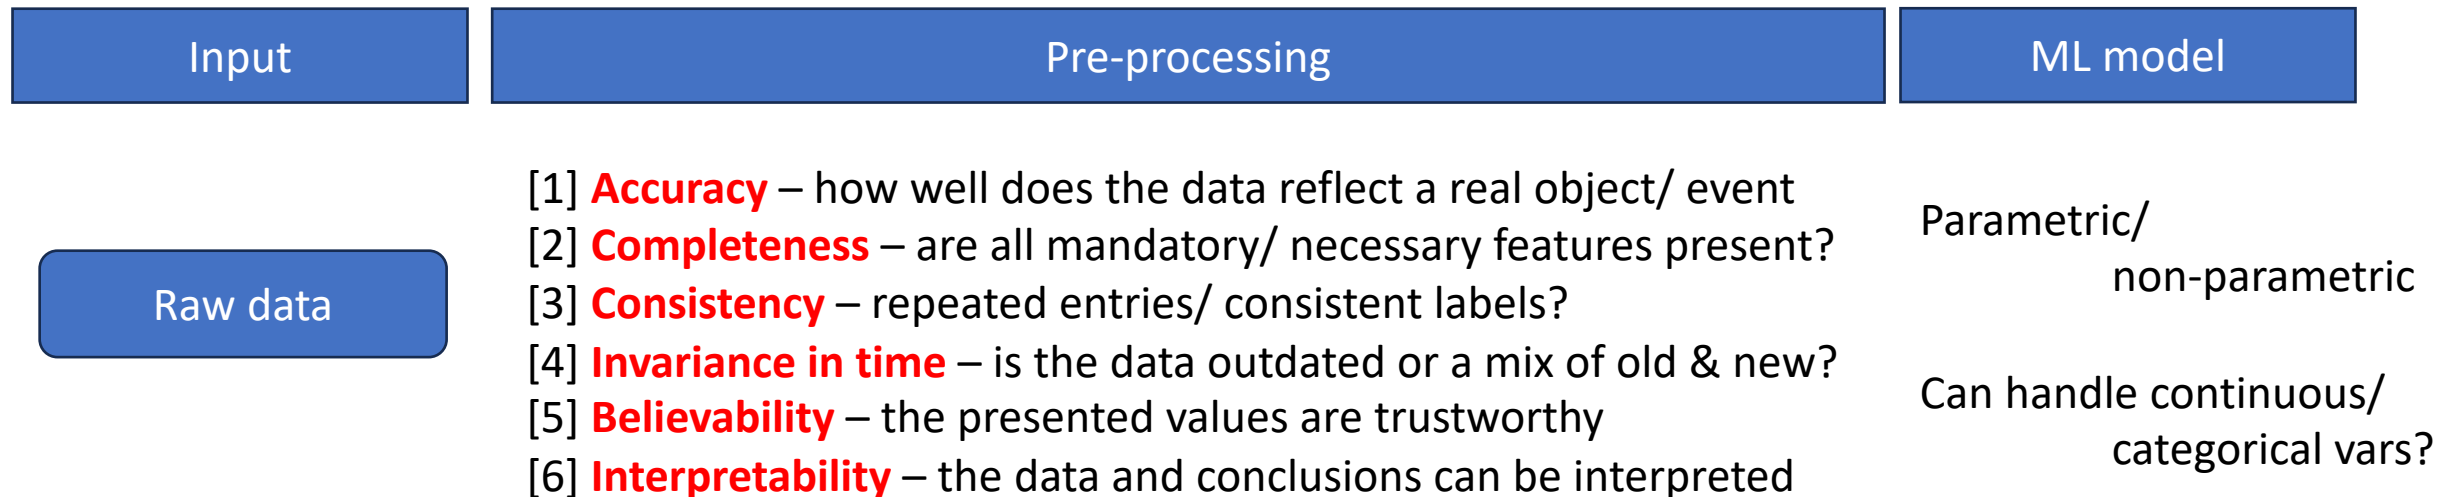 Input
Pre-processing
ML model
Raw data
[1] Accuracy – how well does the data reflect a real object/ event
[2] Completeness – are all mandatory/ necessary features present?
[3] Consistency – repeated entries/ consistent labels?
[4] Invariance in time – is the data outdated or a mix of old & new?
[5] Believability – the presented values are trustworthy
[6] Interpretability – the data and conclusions can be interpreted
Parametric/
non-parametric
Can handle continuous/
categorical vars?